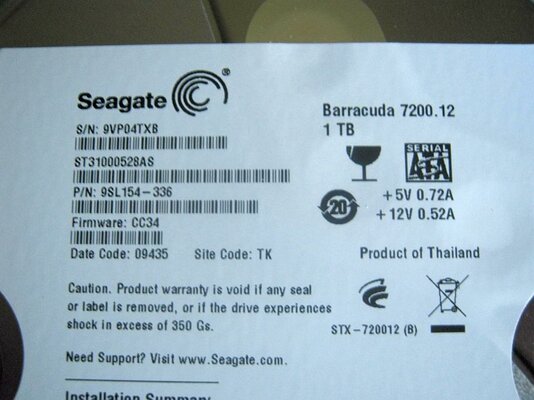 Seagate®
Barracuda 7200.12
1 TB
S/N: 9VP04TXB
ST31000528AS
SERIAL
ATA
P/N: 9SL154-336
+5V 0.72A
20
+12V 0.52A
Firmware: CC34
Date Code: 09435 Site Code: TK
Product of Thailand
Caution. Product warranty is void if any seal
or label is removed, or if the drive experiences
shock in excess of 350 Gs.
STX-720012 (B)
Need Support? Visit www.Seagate.com.
Installation Summary